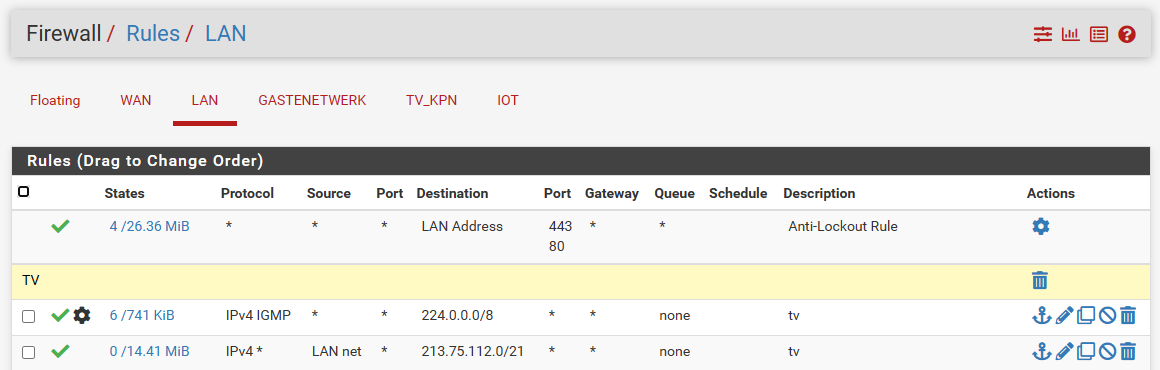 Firewall / Rules / LAN
Floating WAN LAN GASTENETWERK TV_KPN IOT
Rules (Drag to Change Order)
States Protocol Source Port Destination Port Gateway Queue Schedule Description Actions
4 /26.36 MiB * * * LAN Address 443 * * Anti-Lockout Rule
80
TV
6 /741 KiB IPv4 IGMP * * 224.0.0.0/8 * * none tv
0 /14.41 MiB IPv4 * LAN net * 213.75.112.0/21 * * none tv